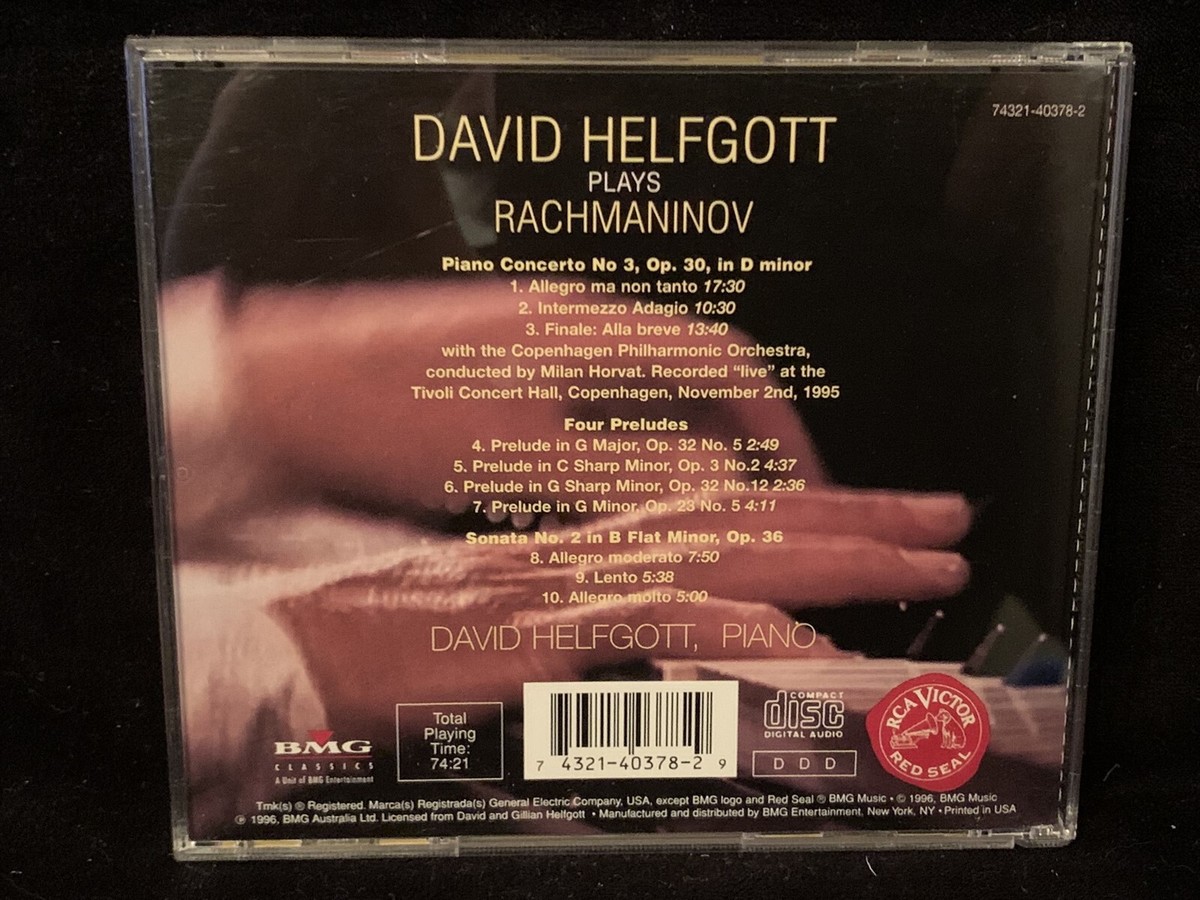 74321-40378-2
DAVID HELFGOTT
PLAYS
RACHMANINOV
Piano Concerto No 3, Op. 30, in D minor
1. Allegro ma non tanto 17:30
2. Intermezzo Adagio 10:30
3. Finale: Alla breve 13:40
with the Copenhagen Philharmonic Orchestra,
conducted by Milan Horvat. Recorded “live” at the
Tivoli Concert Hall, Copenhagen, November 2nd, 1995
Four Preludes
4. Prelude in G Major, Op. 32 No. 5 2:49
5. Prelude in C Sharp Minor, Op. 3 No.2 4:37
6. Prelude in G Sharp Minor, Op. 32 No.12 2:36
7. Prelude in G Minor, Op. 23 No. 5 4:11
Sonata No. 2 in B Flat Minor, Op. 36
8. Allegro moderato 7:50
9. Lento 5:38
10. Allegro molto 5:00
DAVID HELFGOTT, PIANO
BMG
CLASSICS
A Unit of BMG Entertainment
Total
Playing
Time:
74:21
7 4321-40378-2 9
COMPACT
disc
DIGITAL AUDIO
D D D
RCA VICTOR
RED SEAL
Tmk(s) ® Registered. Marca(s) Registrada(s) General Electric Company, USA, except BMG logo and Red Seal ® BMG Music • © 1996, BMG Music
℗ 1996, BMG Australia Ltd. Licensed from David and Gillian Helfgott • Manufactured and distributed by BMG Entertainment, New York, NY • Printed in USA